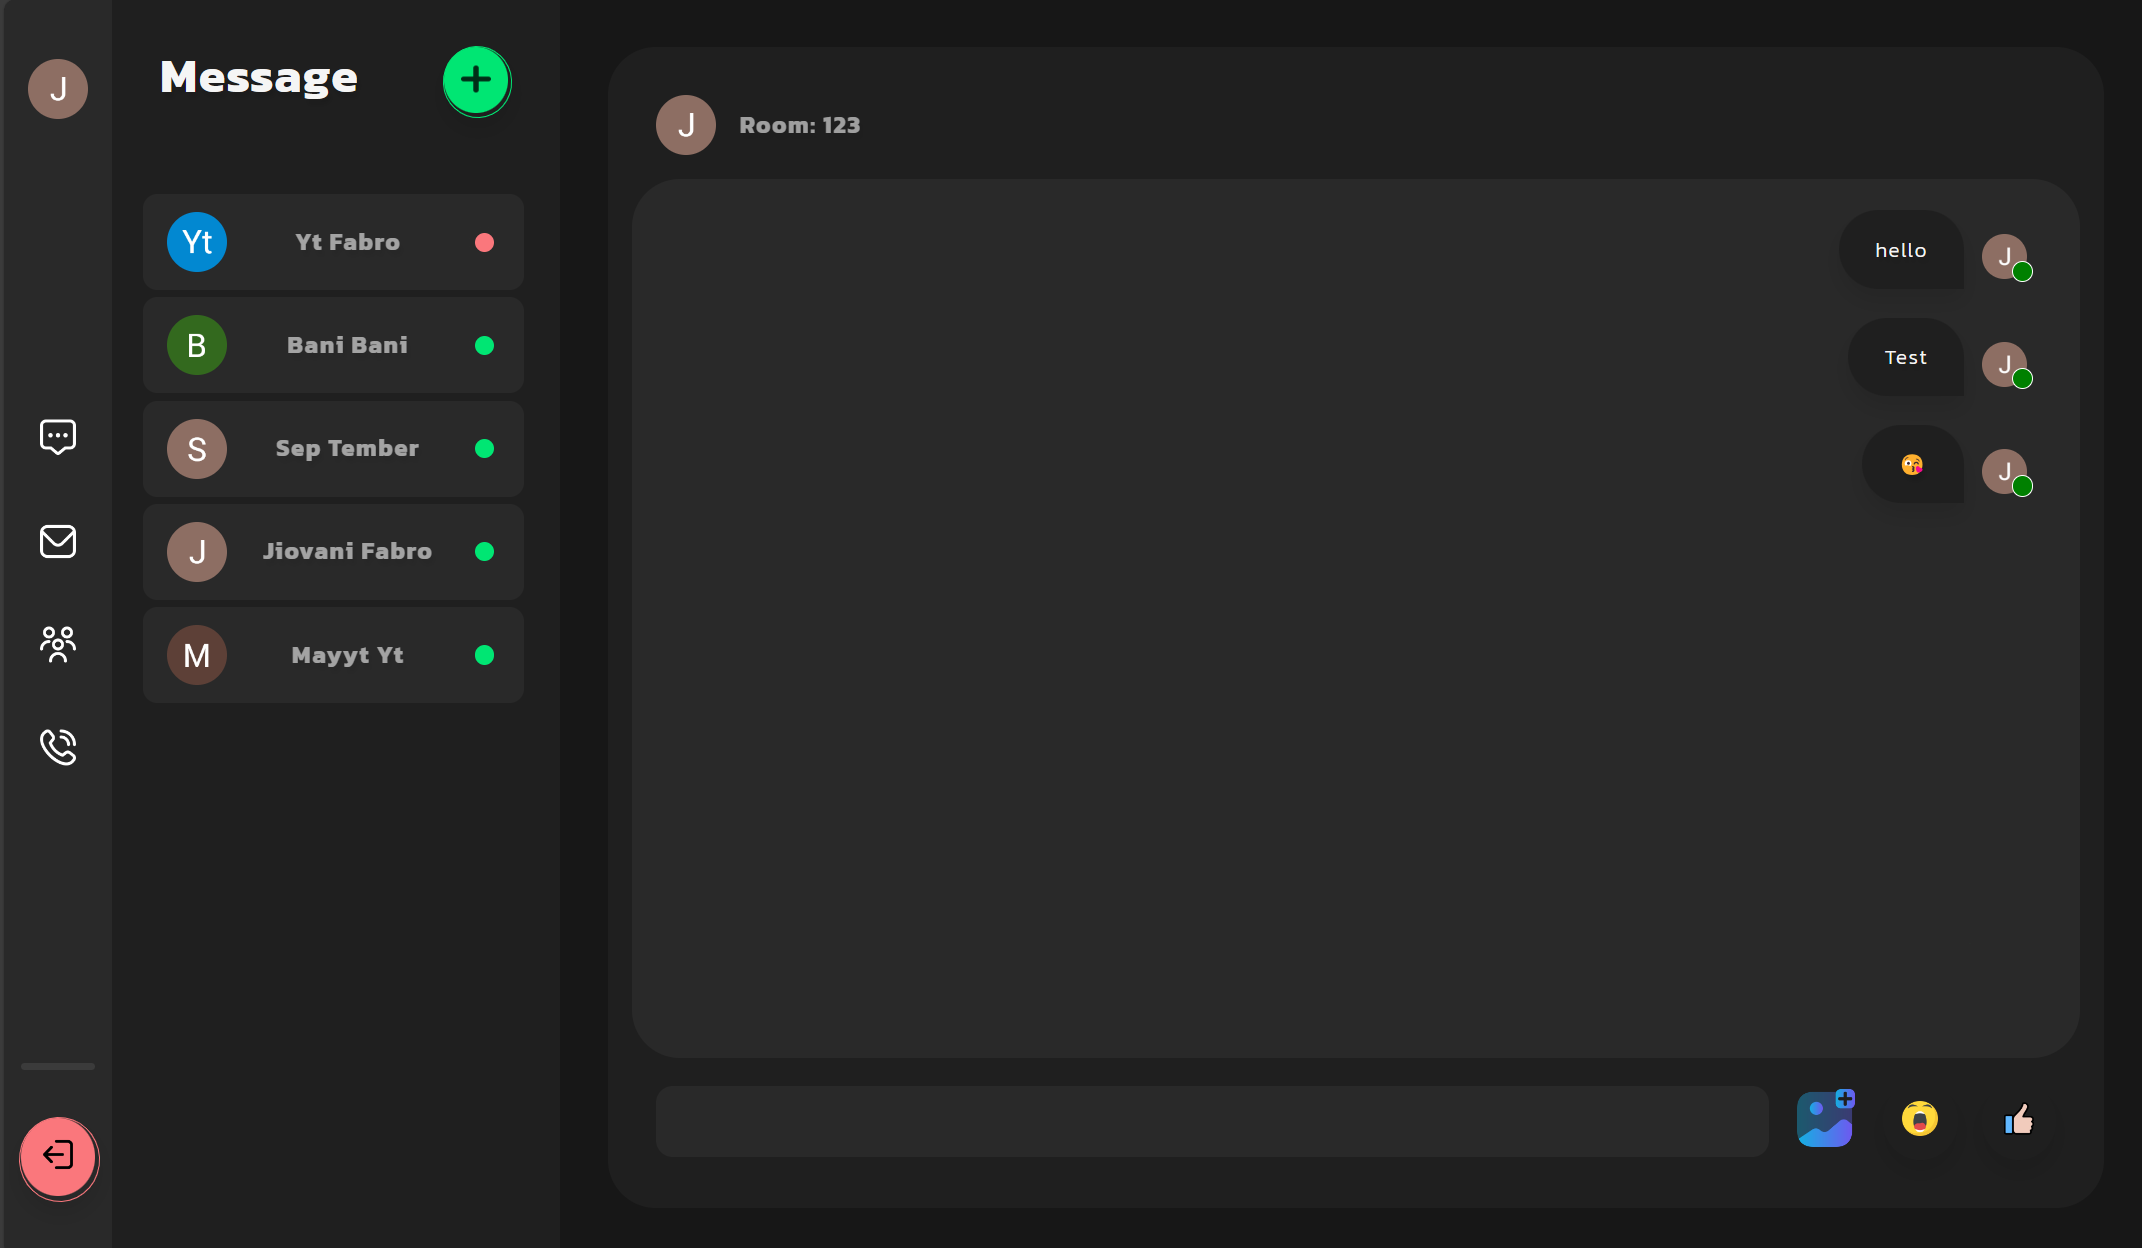 J
Message
Yt
Yt Fabro
B
Bani Bani
S
Sep Tember
J
Jiovani Fabro
M
Mayyt Yt
J
Room: 123
hello
J
Test
J
😘
J